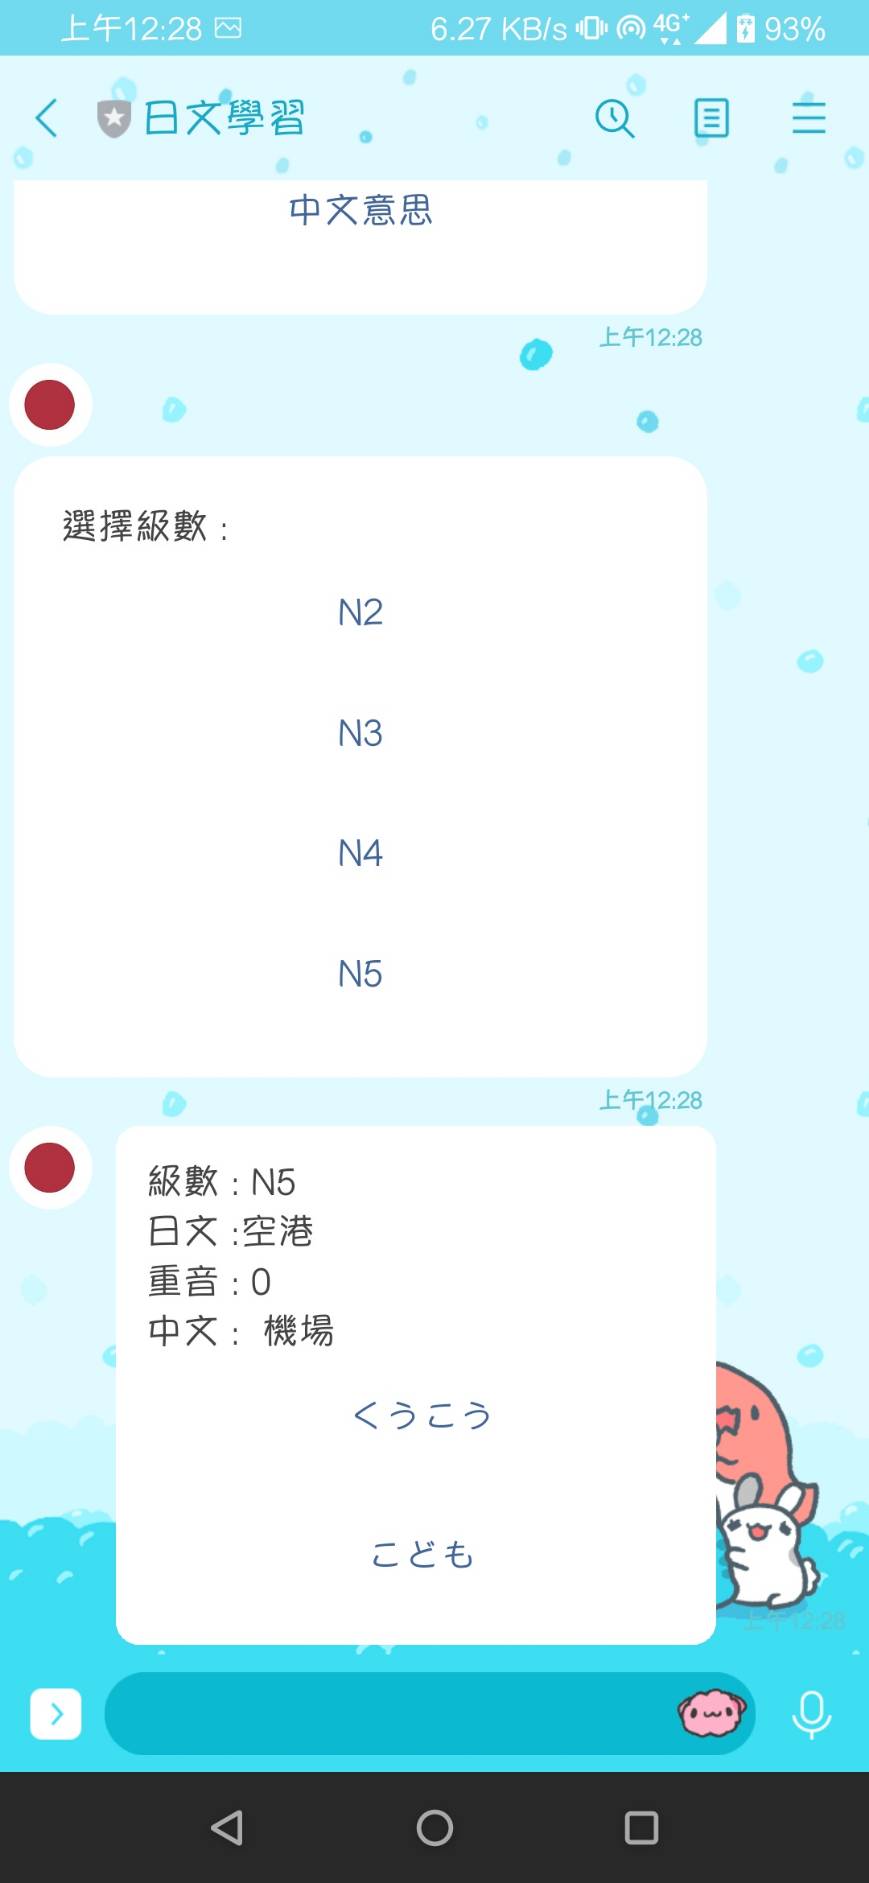 上午12:28
6.27 KB/s 4G+ 93%
日文學習
中文意思
上午12:28
選擇級數 :
N2
N3
N4
N5
上午12:28
級數 : N5
日文 :空港
重音 : 0
中文 : 機場
くうこう
こども
上午12:28